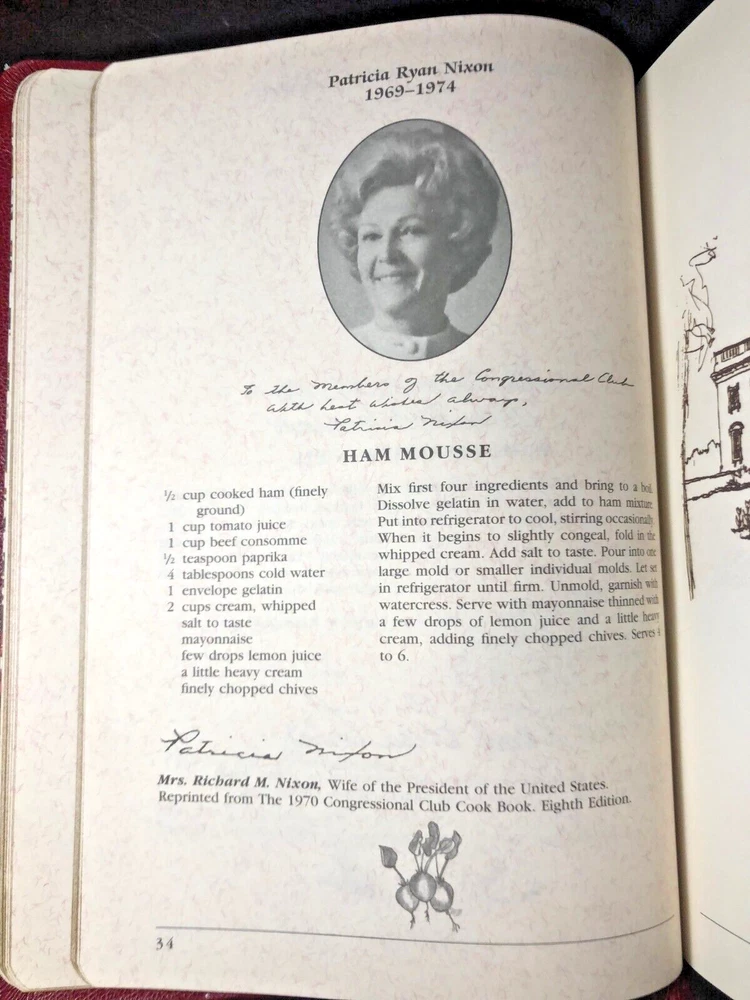 Patricia Ryan Nixon
1969–1974
To the Members of the Congressional Club
With best wishes always,
Patricia Nixon
HAM MOUSSE
½ cup cooked ham (finely
ground)
1 cup tomato juice
1 cup beef consomme
½ teaspoon paprika
4 tablespoons cold water
1 envelope gelatin
2 cups cream, whipped
salt to taste
mayonnaise
few drops lemon juice
a little heavy cream
finely chopped chives
Mix first four ingredients and bring to a boil.
Dissolve gelatin in water, add to ham mixture.
Put into refrigerator to cool, stirring occasionally.
When it begins to slightly congeal, fold in the
whipped cream. Add salt to taste. Pour into one
large mold or smaller individual molds. Let set
in refrigerator until firm. Unmold, garnish with
watercress. Serve with mayonnaise thinned with
a few drops of lemon juice and a little heavy
cream, adding finely chopped chives. Serves 4
to 6.
Patricia Nixon
Mrs. Richard M. Nixon, Wife of the President of the United States.
Reprinted from The 1970 Congressional Club Cook Book. Eighth Edition.
34